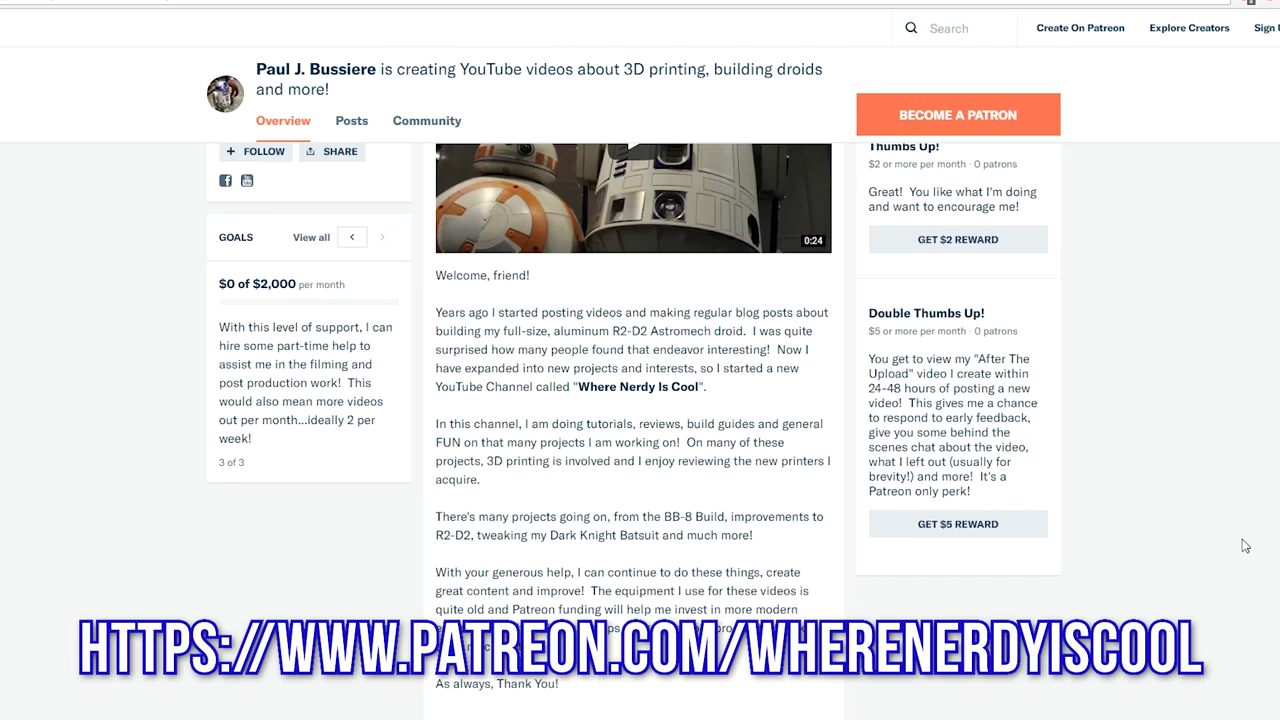 Search
Create On Patreon
Explore Creators
Sign
Paul J. Bussiere is creating YouTube videos about 3D printing, building droids
and more!
Overview
Posts
Community
BECOME A PATRON
+ FOLLOW
SHARE
GOALS
View all
$0 of $2,000 per month
With this level of support, I can
hire some part-time help to
assist me in the filming and
post production work! This
would also mean more videos
out per month...ideally 2 per
week!
3 of 3
0:24
Welcome, friend!
Years ago I started posting videos and making regular blog posts about
building my full-size, aluminum R2-D2 Astromech droid. I was quite
surprised how many people found that endeavor interesting! Now I
have expanded into new projects and interests, so I started a new
YouTube Channel called "Where Nerdy Is Cool".
In this channel, I am doing tutorials, reviews, build guides and general
FUN on that many projects I am working on! On many of these
projects, 3D printing is involved and I enjoy reviewing the new printers I
acquire.
There's many projects going on, from the BB-8 Build, improvements to
R2-D2, tweaking my Dark Knight Batsuit and much more!
With your generous help, I can continue to do these things, create
great content and improve! The equipment I use for these videos is
quite old and Patreon funding will help me invest in more modern
As always, Thank You!
Thumbs Up!
$2 or more per month · 0 patrons
Great! You like what I'm doing
and want to encourage me!
GET $2 REWARD
Double Thumbs Up!
$5 or more per month · 0 patrons
You get to view my "After The
Upload" video I create within
24-48 hours of posting a new
video! This gives me a chance
to respond to early feedback,
give you some behind the
scenes chat about the video,
what I left out (usually for
brevity!) and more! It's a
Patreon only perk!
GET $5 REWARD
HTTPS://WWW.PATREON.COM/WHERENERDYISCOOL